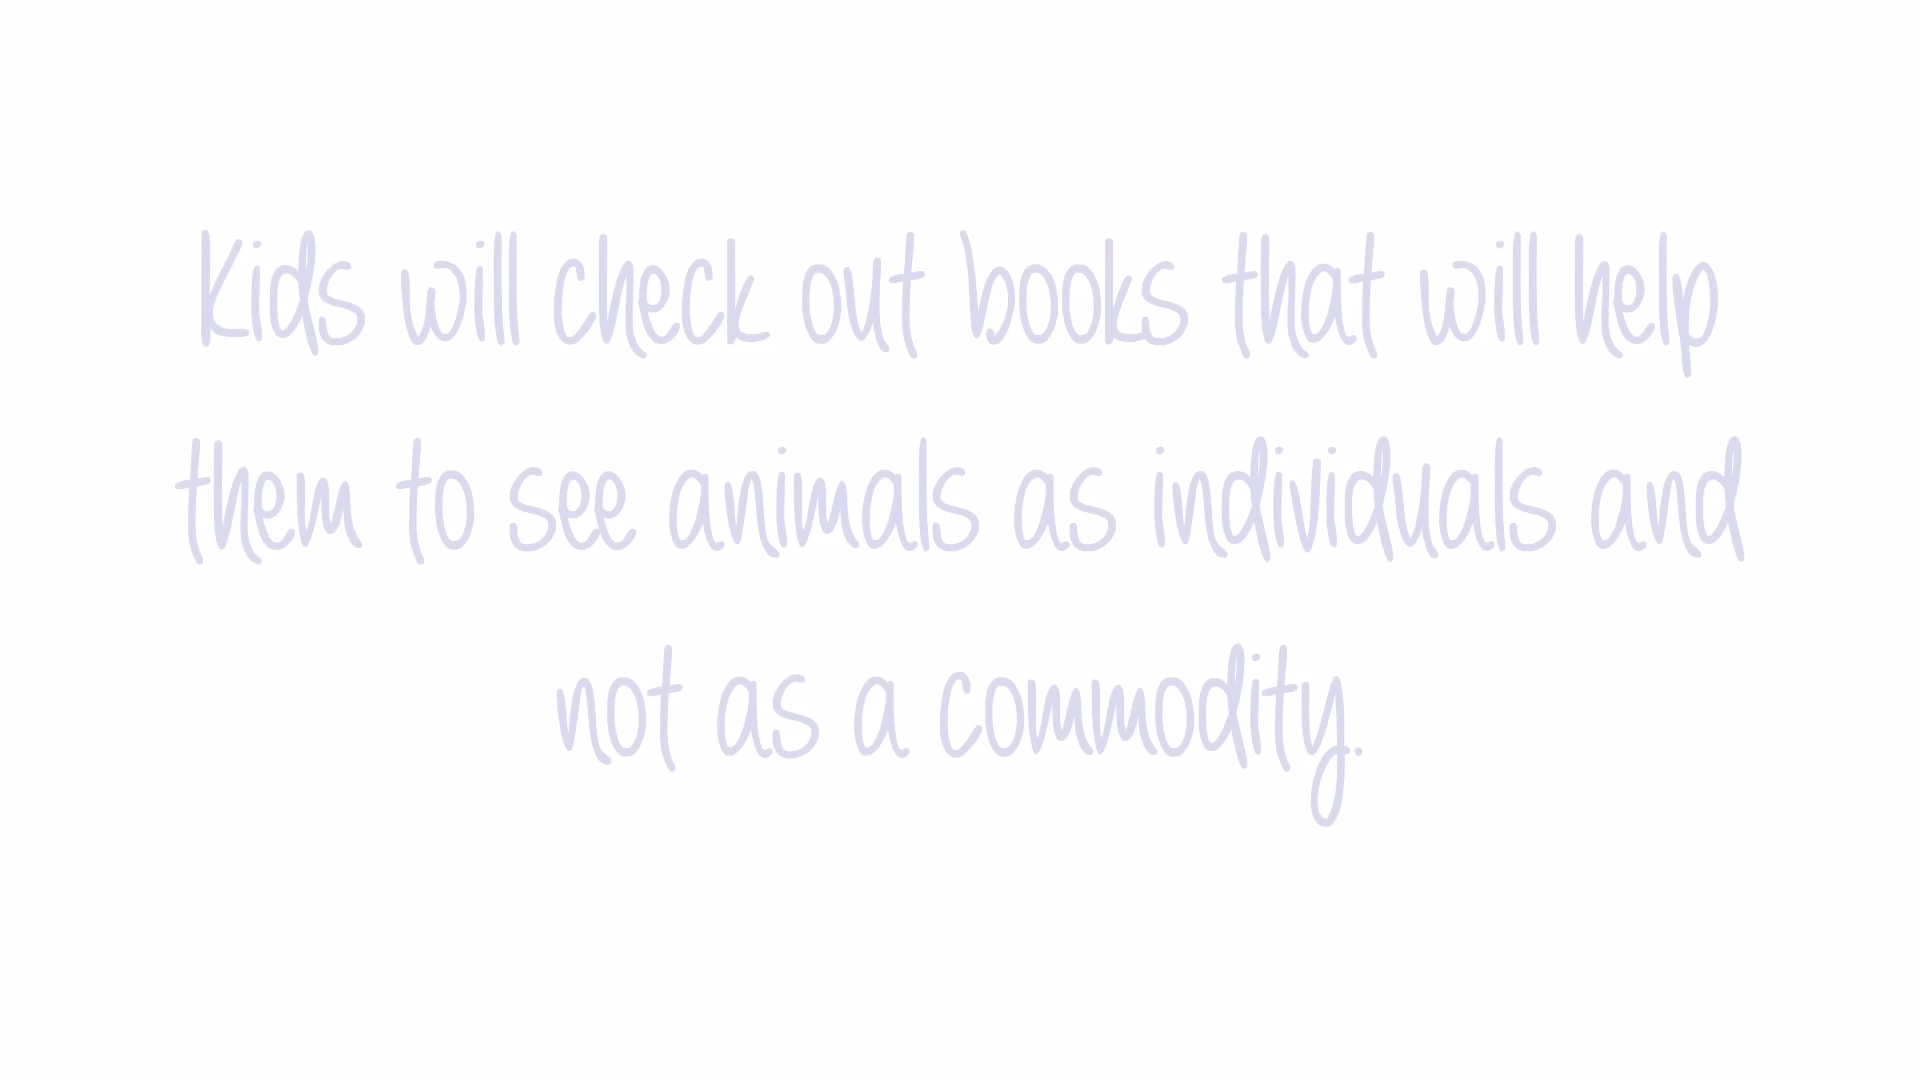 Kids will check out books that will help
them to see animals as individuals and
not as a commodity.